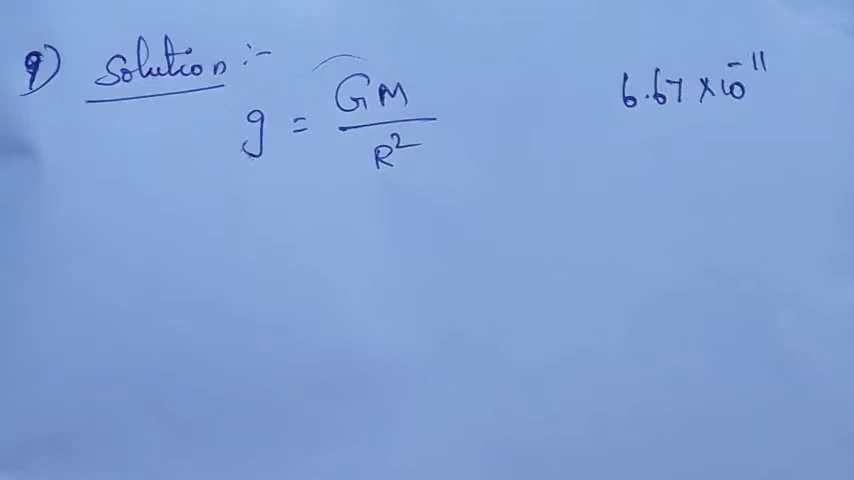 9) Solution :-
g = GM / R²
6.67 × 10⁻¹¹